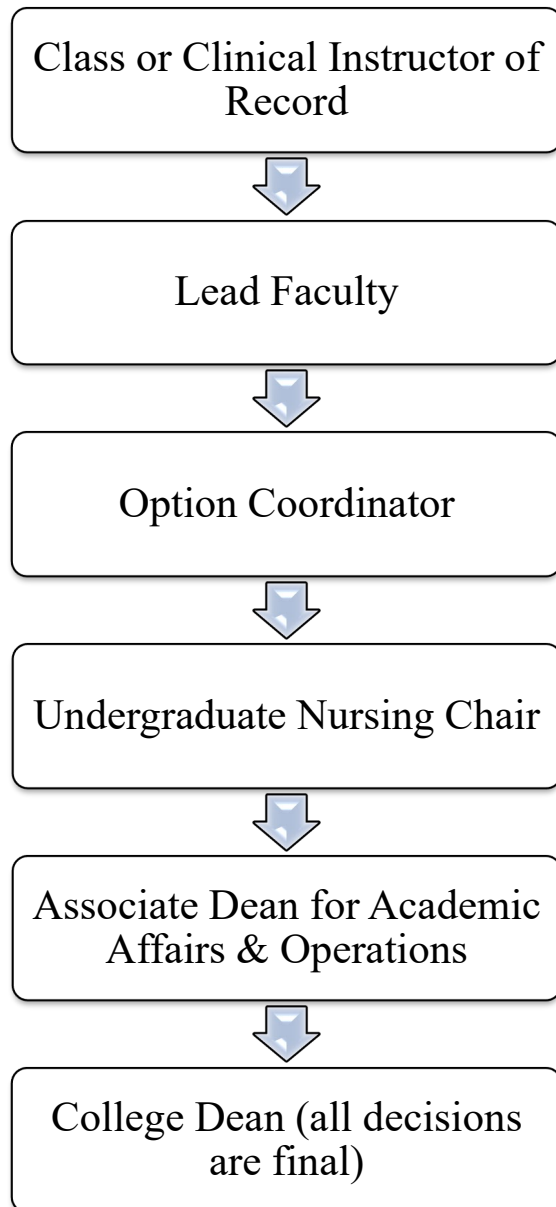 Class or Clinical Instructor of
Record
Lead Faculty
Option Coordinator
Undergraduate Nursing Chair
Associate Dean for Academic
Affairs & Operations
College Dean (all decisions
are final)